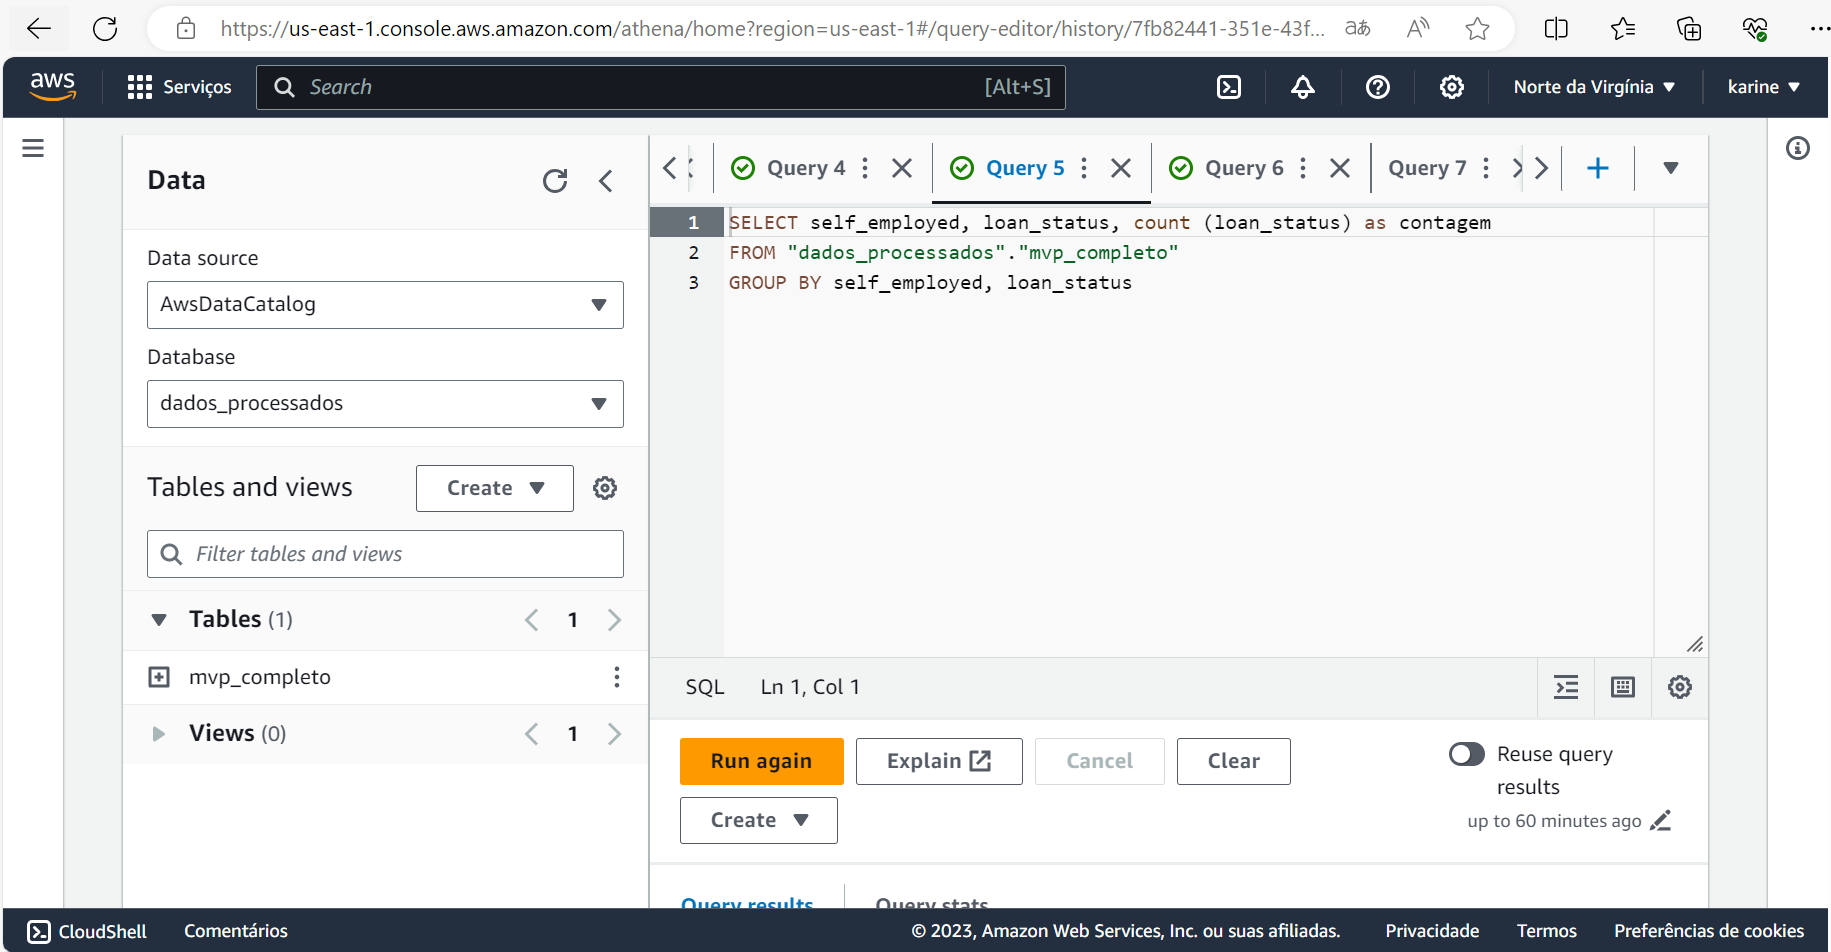 https://us-east-1.console.aws.amazon.com/athena/home?region=us-east-1#/query-editor/history/7fb82441-351e-43f...
aws
Serviços
Search
[Alt+S]
Norte da Virgínia
karine
Data
Data source
AwsDataCatalog
Database
dados_processados
Tables and views
Create
Filter tables and views
Tables (1)
1
mvp_completo
Views (0)
1
Query 4
Query 5
Query 6
Query 7
1 SELECT self_employed, loan_status, count (loan_status) as contagem
2 FROM "dados_processados"."mvp_completo"
3 GROUP BY self_employed, loan_status
SQL
Ln 1, Col 1
Run again
Explain
Cancel
Clear
Create
Reuse query
results
up to 60 minutes ago
Query results
Query stats
CloudShell
Comentários
© 2023, Amazon Web Services, Inc. ou suas afiliadas.
Privacidade
Termos
Preferências de cookies